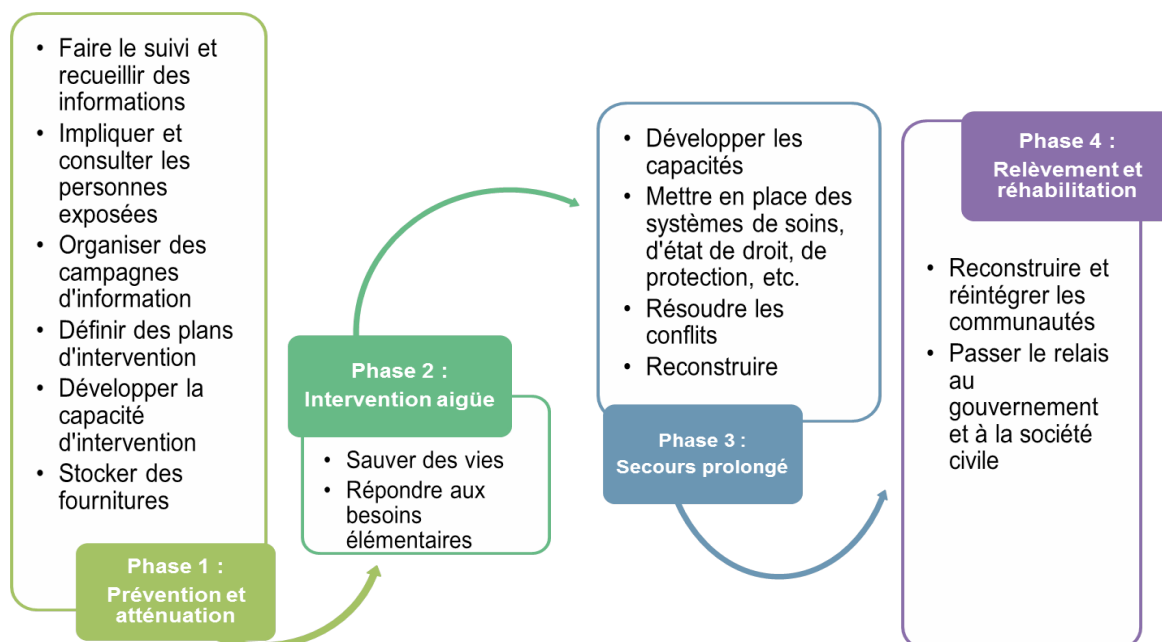 • Faire le suivi et
recueillir des
informations
• Impliquer et
consulter les
personnes
exposées
• Organiser des
campagnes
d'information
• Définir des plans
d'intervention
• Développer la
capacité
d'intervention
• Stocker des
fournitures
Phase 1 :
Prévention et
atténuation
Phase 2 :
Intervention aigüe
• Sauver des vies
• Répondre aux
besoins
élémentaires
• Développer les
capacités
• Mettre en place des
systèmes de soins,
d'état de droit, de
protection, etc.
• Résoudre les
conflits
• Reconstruire
Phase 3 :
Secours prolongé
Phase 4 :
Relèvement et
réhabilitation
• Reconstruire et
réintégrer les
communautés
• Passer le relais
au
gouvernement
et à la société
civile